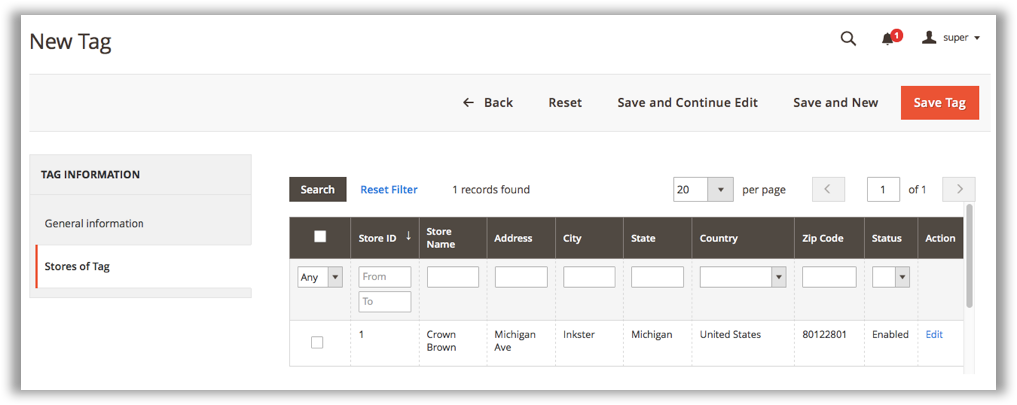 New Tag
1
super
← Back Reset Save and Continue Edit Save and New Save Tag
TAG INFORMATION
General information
Stores of Tag
Search Reset Filter 1 records found 20 per page 1 of 1
Store ID ↓ Store Name Address City State Country Zip Code Status Action
Any From
To
1 Crown Brown Michigan Ave Inkster Michigan United States 80122801 Enabled Edit